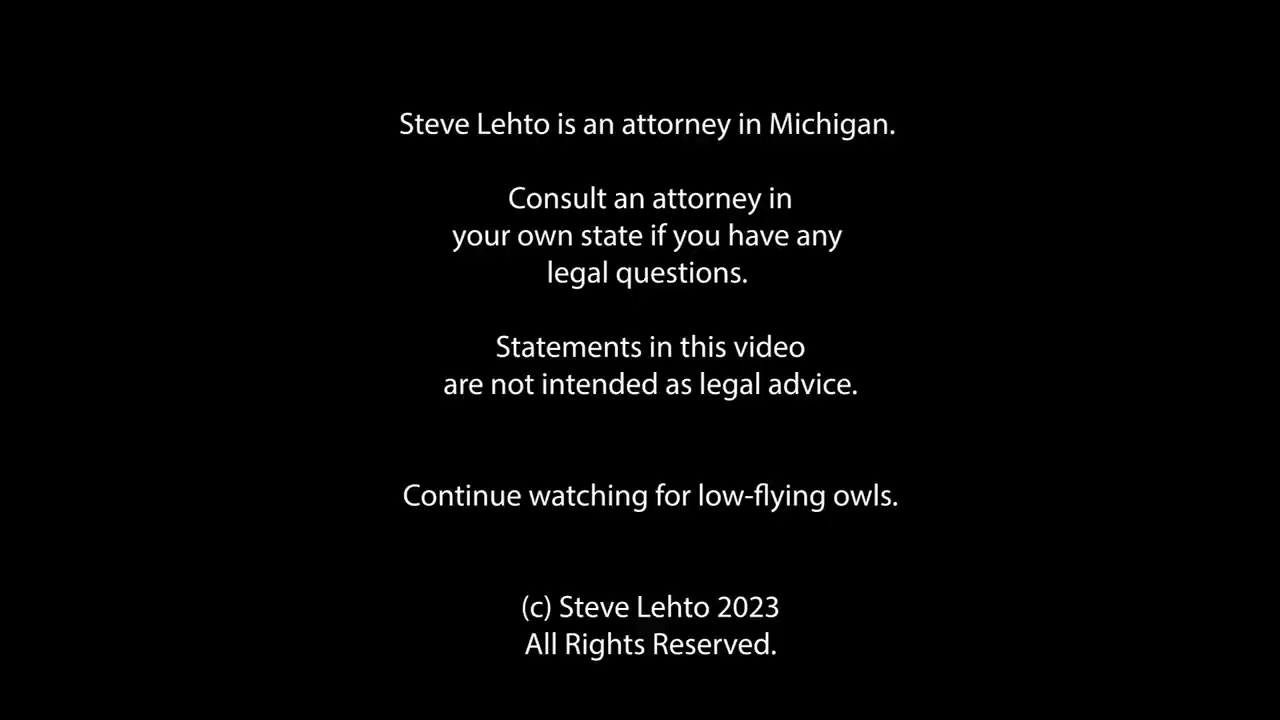 Steve Lehto is an attorney in Michigan.
Consult an attorney in
your own state if you have any
legal questions.
Statements in this video
are not intended as legal advice.
Continue watching for low-flying owls.
(c) Steve Lehto 2023
All Rights Reserved.